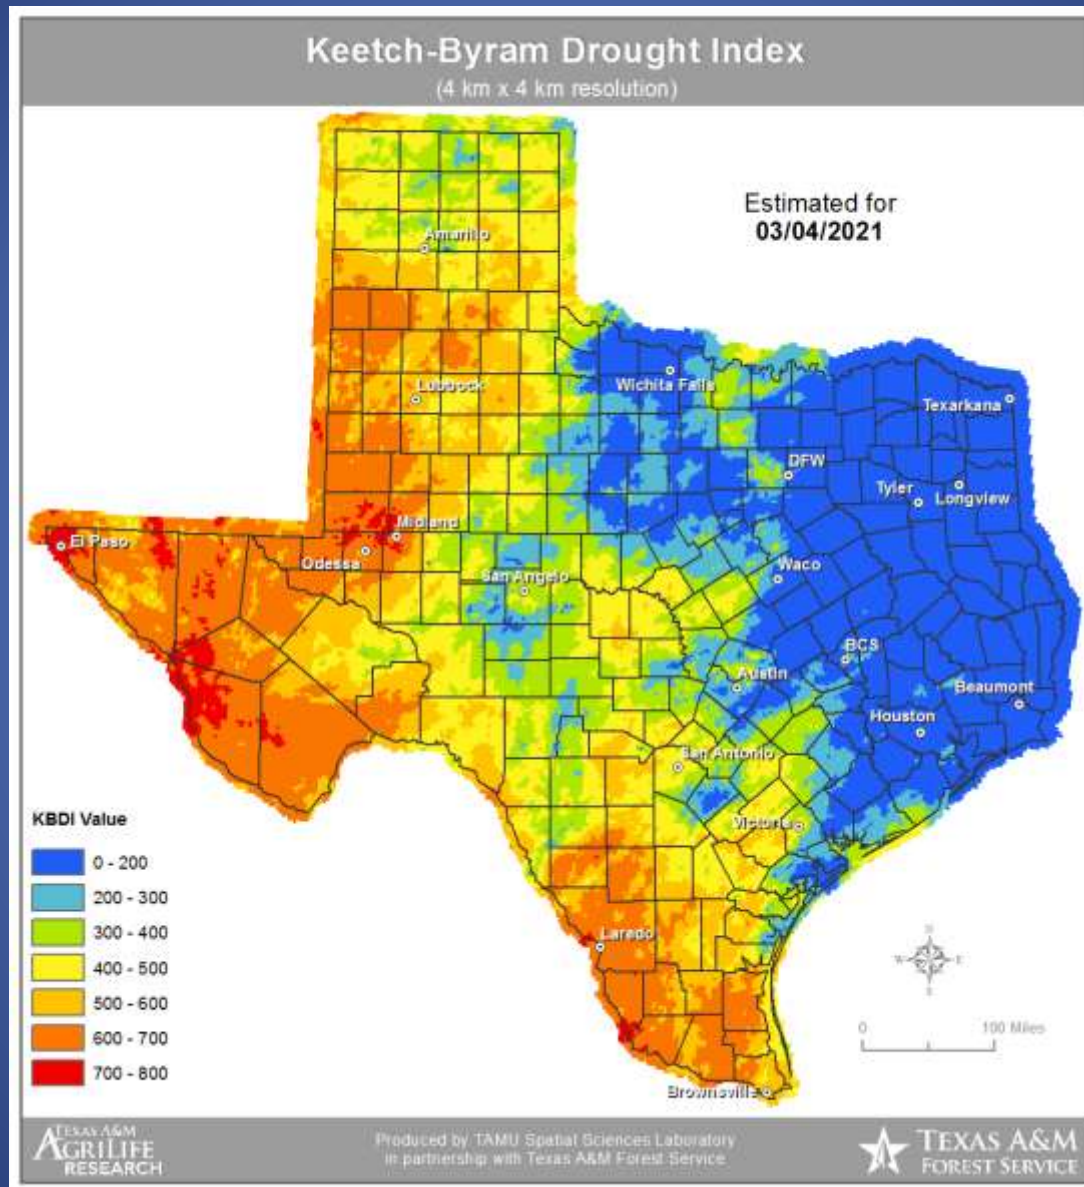 Keetch-Byram Drought Index
(4 km x 4 km resolution)
Estimated for
03/04/2021
Amarillo
Lubbock
Wichita Falls
Texarkana
DFW
Tyler
Longview
Midland
El Paso
Odessa
San Angelo
Waco
BCS
Austin
Beaumont
Houston
San Antonio
Victoria
Laredo
Brownsville
KBDI Value
0 - 200
200 - 300
300 - 400
400 - 500
500 - 600
600 - 700
700 - 800
N
W E
S
0 100 Miles
TEXAS A&M
AGRILIFE
RESEARCH
Produced by TAMU Spatial Sciences Laboratory
in partnership with Texas A&M Forest Service
TEXAS A&M
FOREST SERVICE